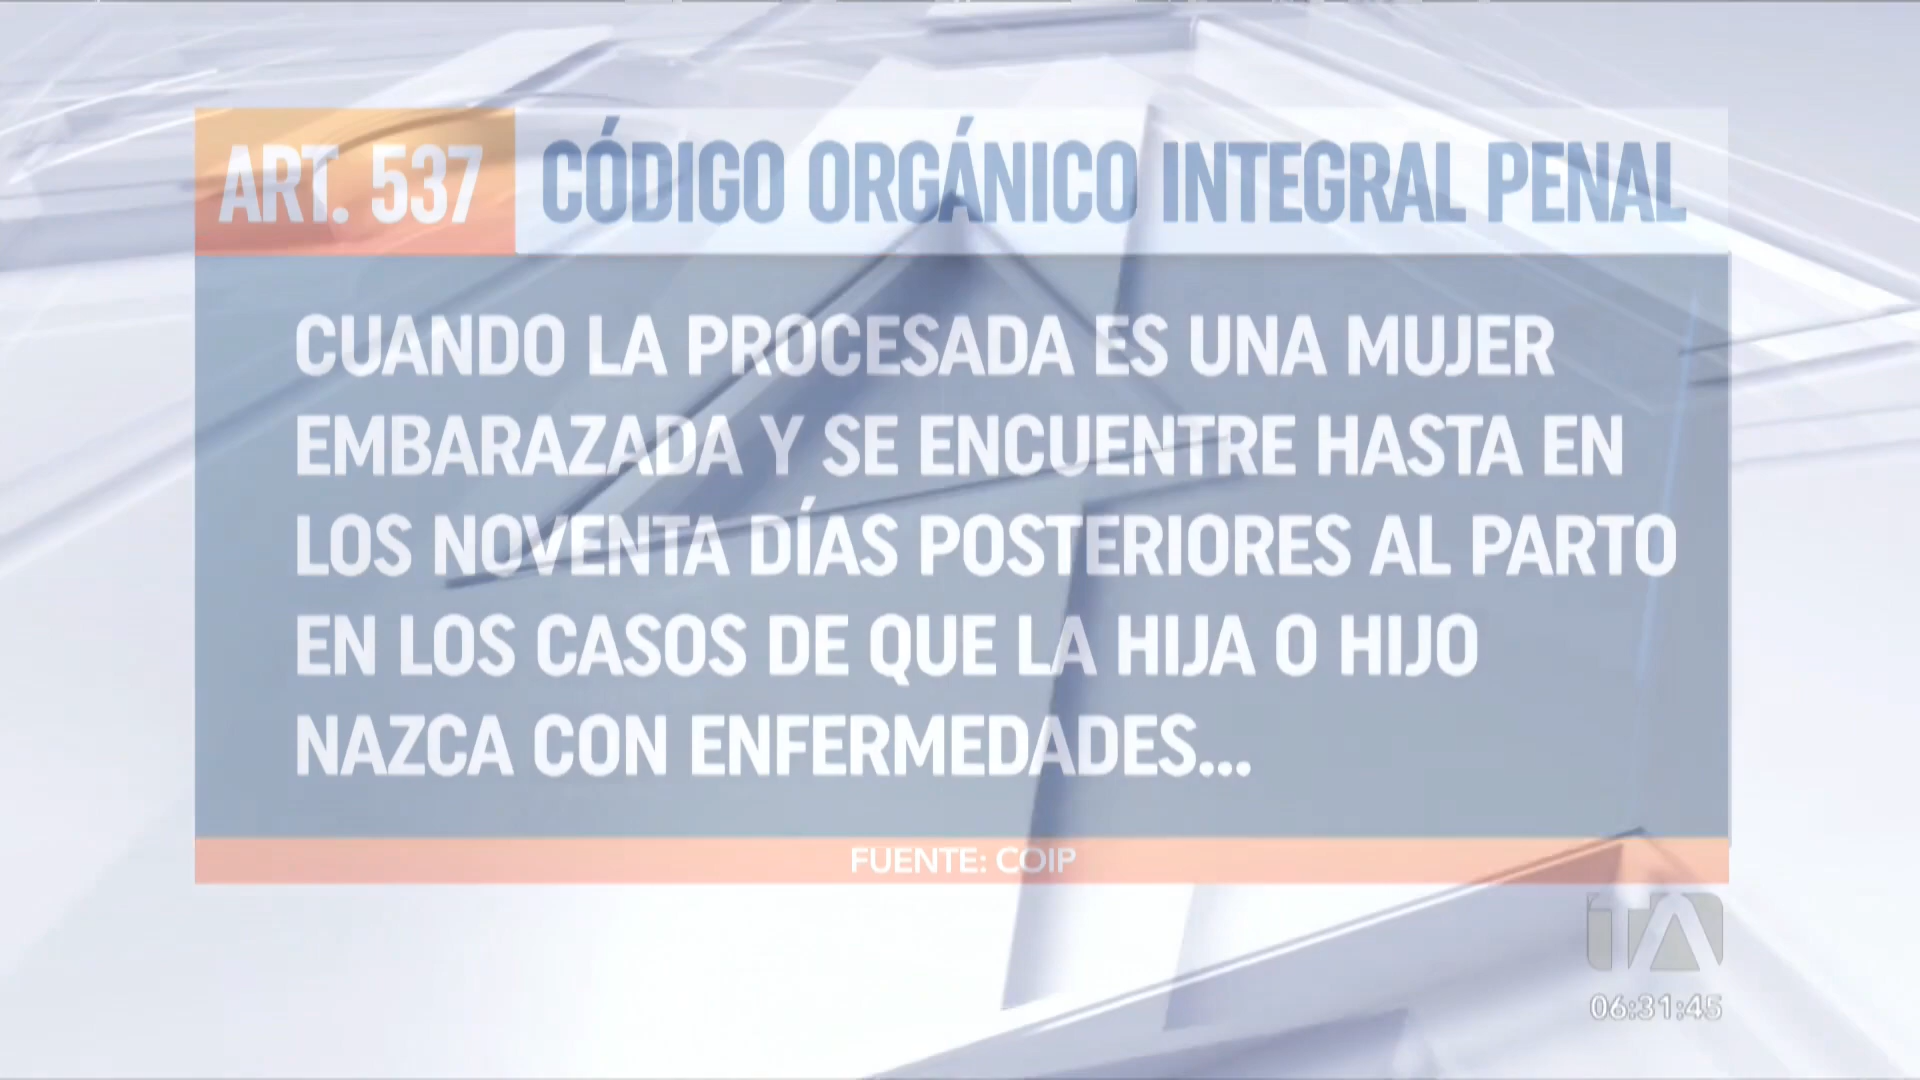 ART. 537 CÓDIGO ORGÁNICO INTEGRAL PENAL
CUANDO LA PROCESADA ES UNA MUJER
EMBARAZADA Y SE ENCUENTRE HASTA EN
LOS NOVENTA DÍAS POSTERIORES AL PARTO
EN LOS CASOS DE QUE LA HIJA O HIJO
NAZCA CON ENFERMEDADES...
FUENTE: COIP
TA
06:31:45